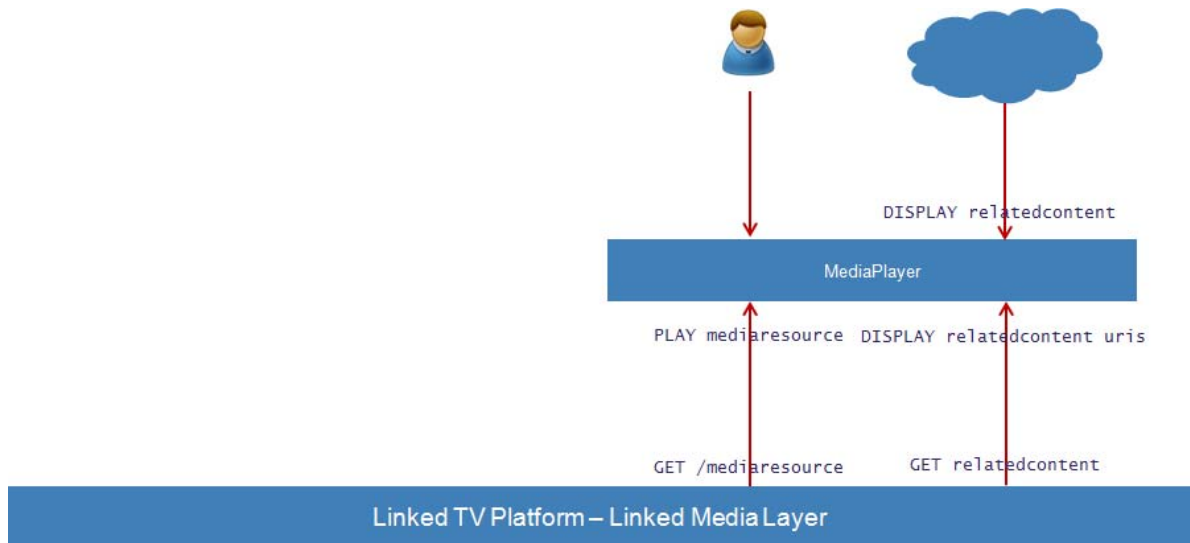 DISPLAY relatedcontent
MediaPlayer
PLAY mediaresource
DISPLAY relatedcontent uris
GET /mediaresource
GET relatedcontent
Linked TV Platform – Linked Media Layer